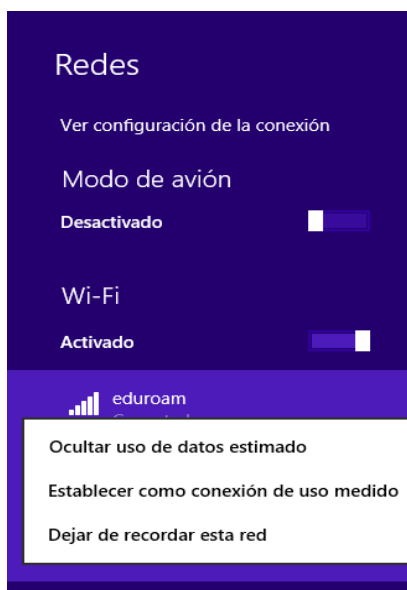 Redes
Ver configuración de la conexión
Modo de avión
Desactivado
Wi-Fi
Activado
eduroam
Ocultar uso de datos estimado
Establecer como conexión de uso medido
Dejar de recordar esta red